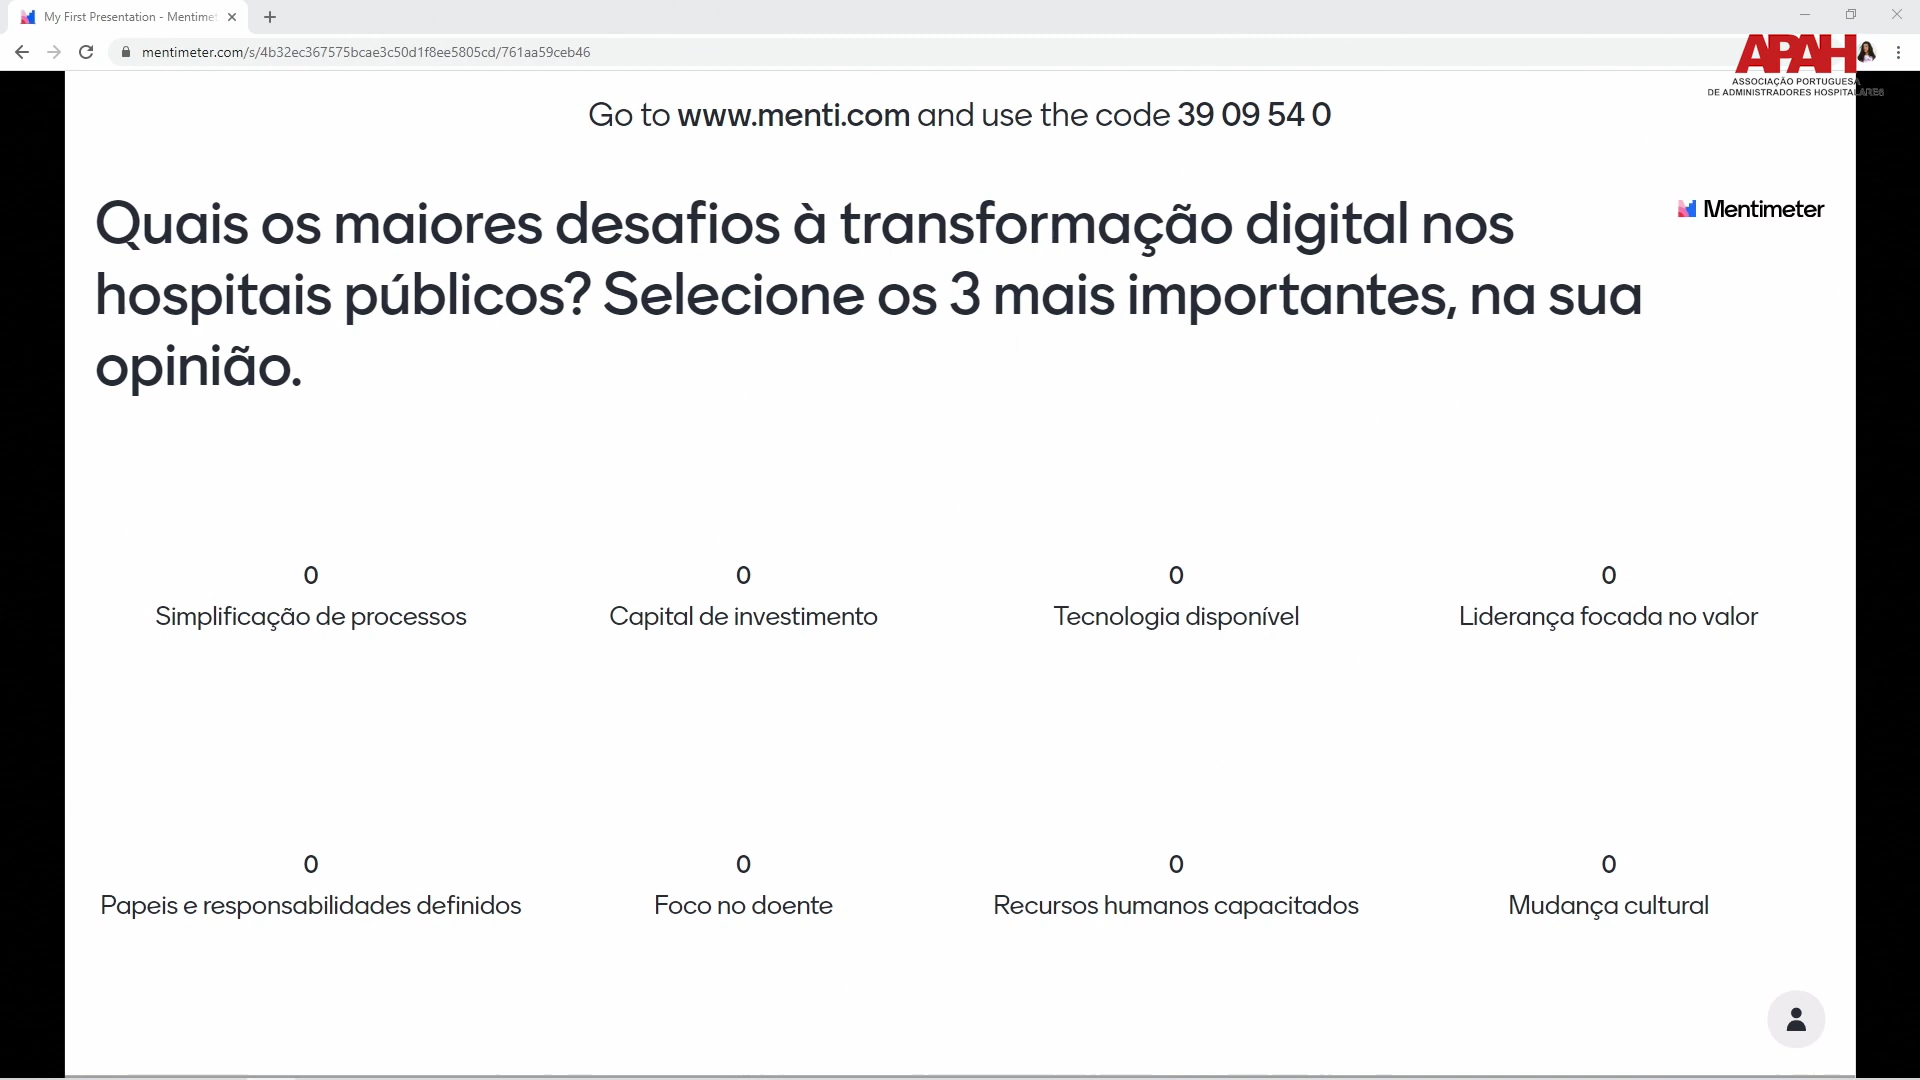 My First Presentation - Mentimet
mentimeter.com/s/4b32ec367575bcae3c50d1f8ee5805cd/761aa59ceb46
APAH
ASSOCIAÇÃO PORTUGUESA
DE ADMINISTRADORES HOSPITALARES
Go to www.menti.com and use the code 39 09 54 0
Mentimeter
Quais os maiores desafios à transformação digital nos
hospitais públicos? Selecione os 3 mais importantes, na sua
opinião.
0 0 0 0
Simplificação de processos Capital de investimento Tecnologia disponível Liderança focada no valor
0 0 0 0
Papeis e responsabilidades definidos Foco no doente Recursos humanos capacitados Mudança cultural